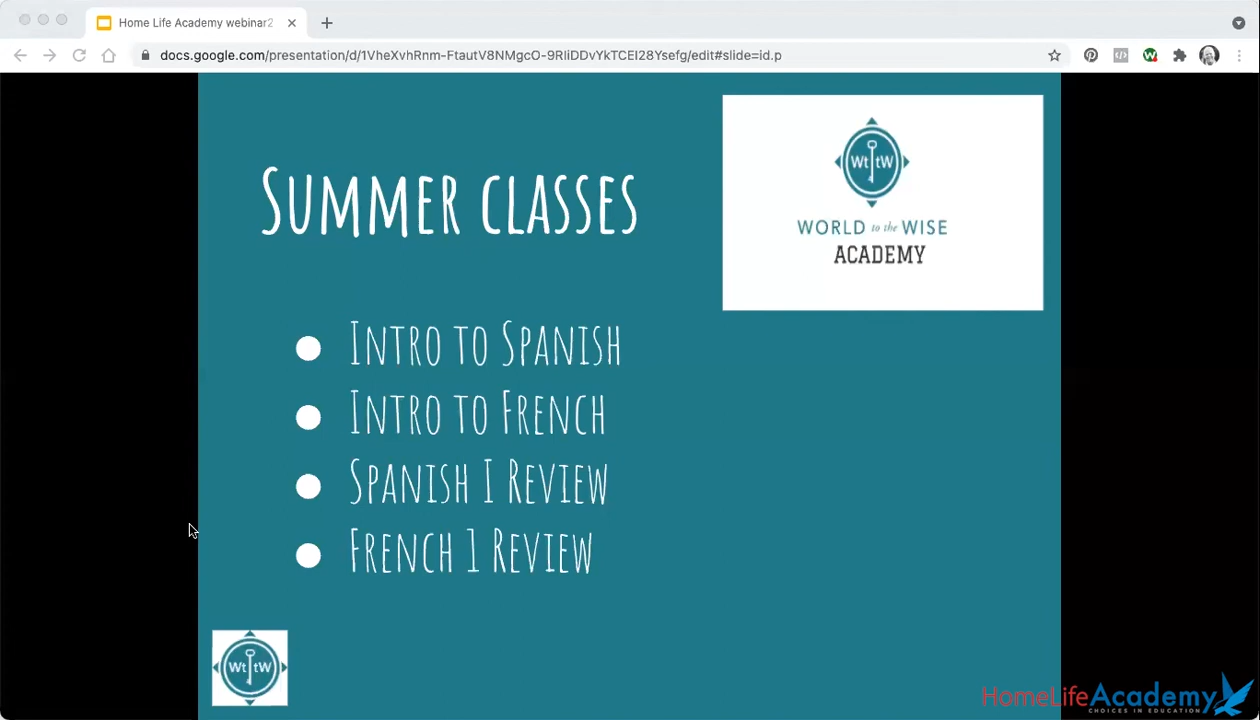 Home Life Academy webinar2
docs.google.com/presentation/d/1VheXvhRnm-FtautV8NMgcO-9RIiDDvYkTCEI28Ysefg/edit#slide=id.p
Summer classes
WttW
WORLD to the WISE
ACADEMY
● Intro to Spanish
● Intro to French
● Spanish I Review
● French 1 Review
WttW
HomeLifeAcademy
CHOICES IN EDUCATION